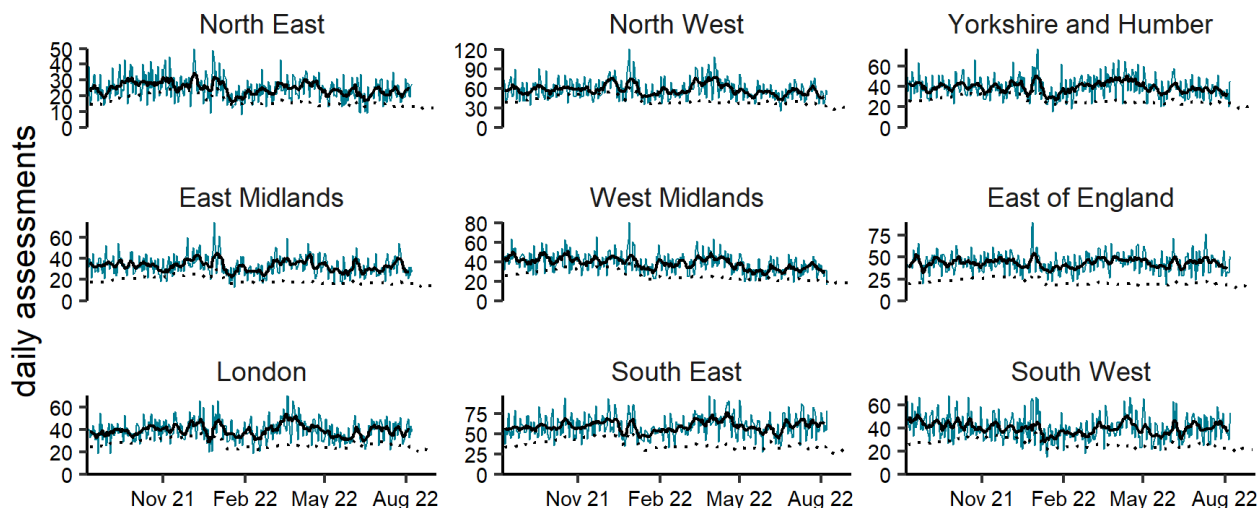 North East North West Yorkshire and Humber
50 120
40 90 60
30 60 40
20 30 20
10 0 0
0
East Midlands West Midlands East of England
60 80 75
40 60 50
20 40 25
0 20 0
0
London South East South West
60 75 60
40 50 40
20 25 20
0 0 0
Nov 21 Feb 22 May 22 Aug 22 Nov 21 Feb 22 May 22 Aug 22 Nov 21 Feb 22 May 22 Aug 22
daily assessments